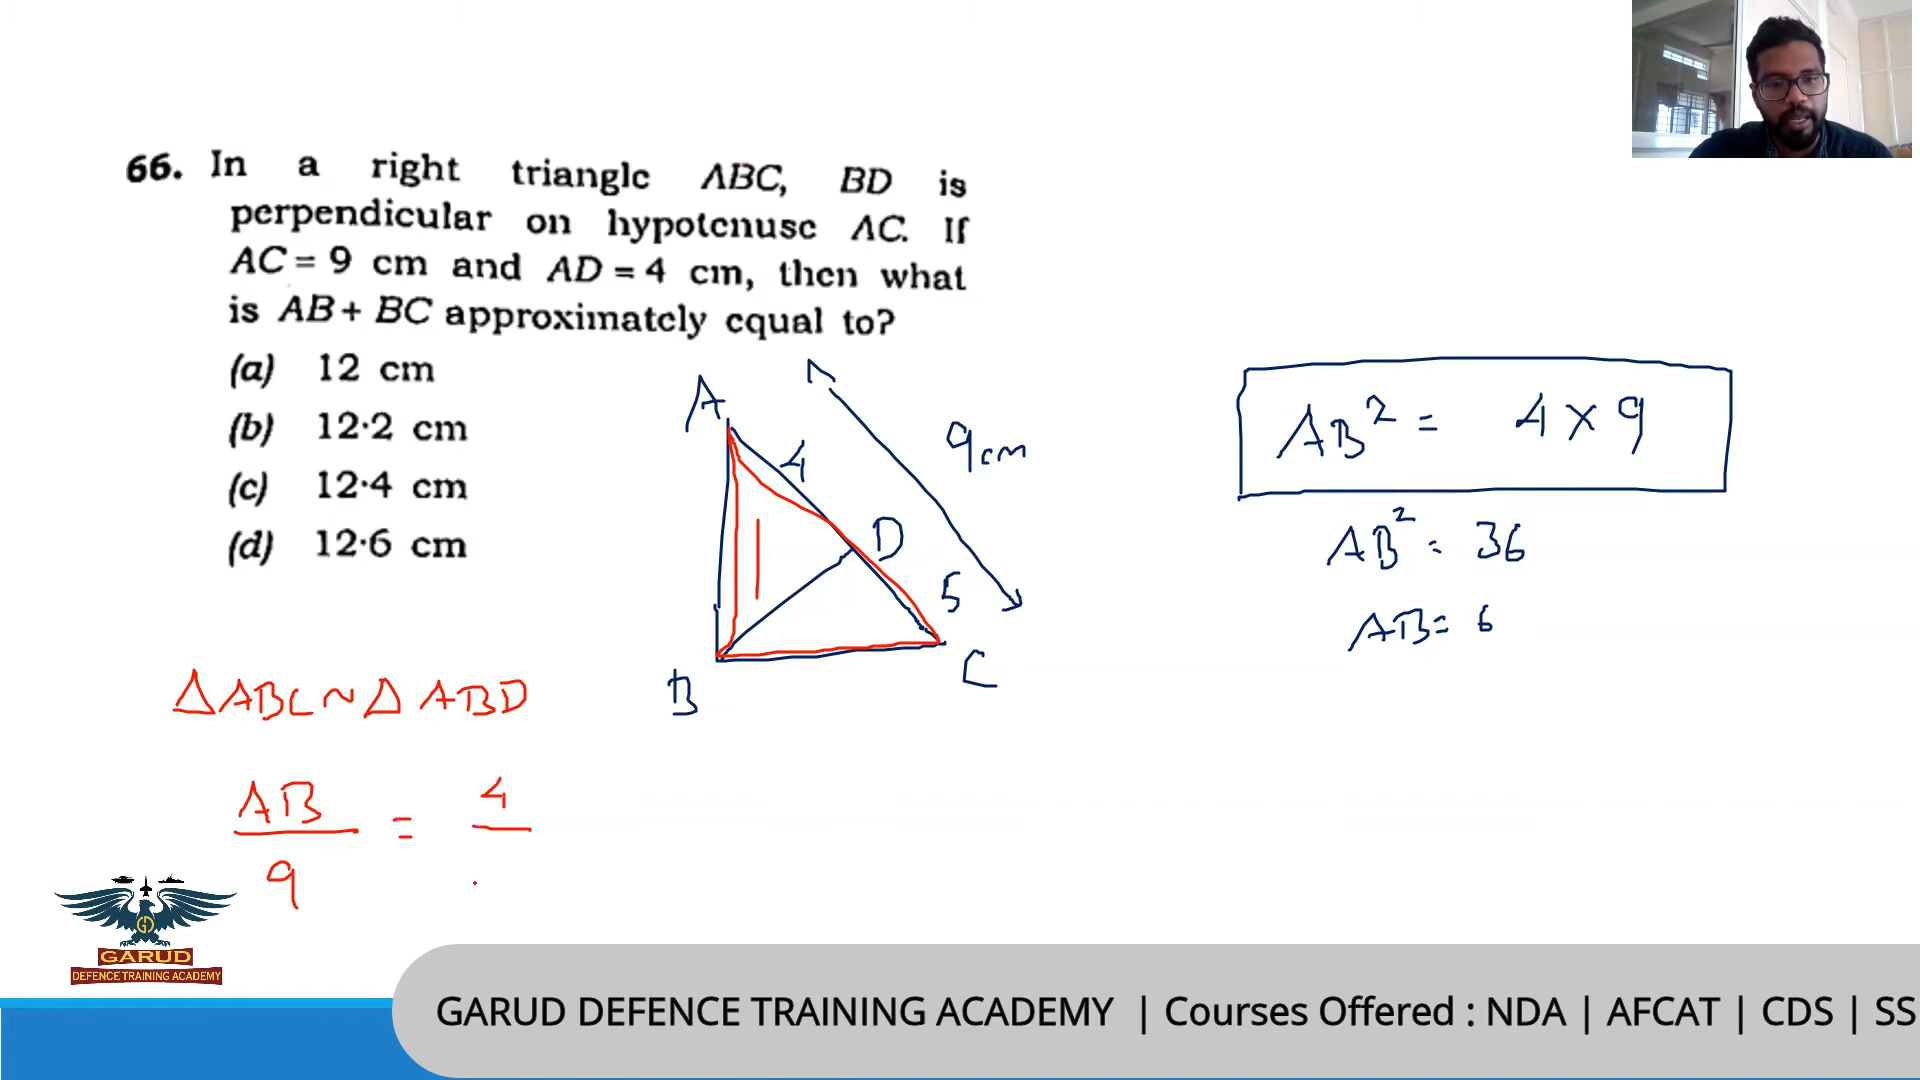 66. In a right triangle ABC, BD is
perpendicular on hypotenuse AC. If
AC = 9 cm and AD = 4 cm, then what
is AB + BC approximately equal to?
(a) 12 cm
(b) 12·2 cm
(c) 12·4 cm
(d) 12·6 cm
A
4
9cm
D
5
B
C
AB² = 4 × 9
AB² = 36
AB = 6
Δ ABC ~ Δ ABD
AB
9
=
4
GD
GARUD
DEFENCE TRAINING ACADEMY
GARUD DEFENCE TRAINING ACADEMY | Courses Offered : NDA | AFCAT | CDS | SS